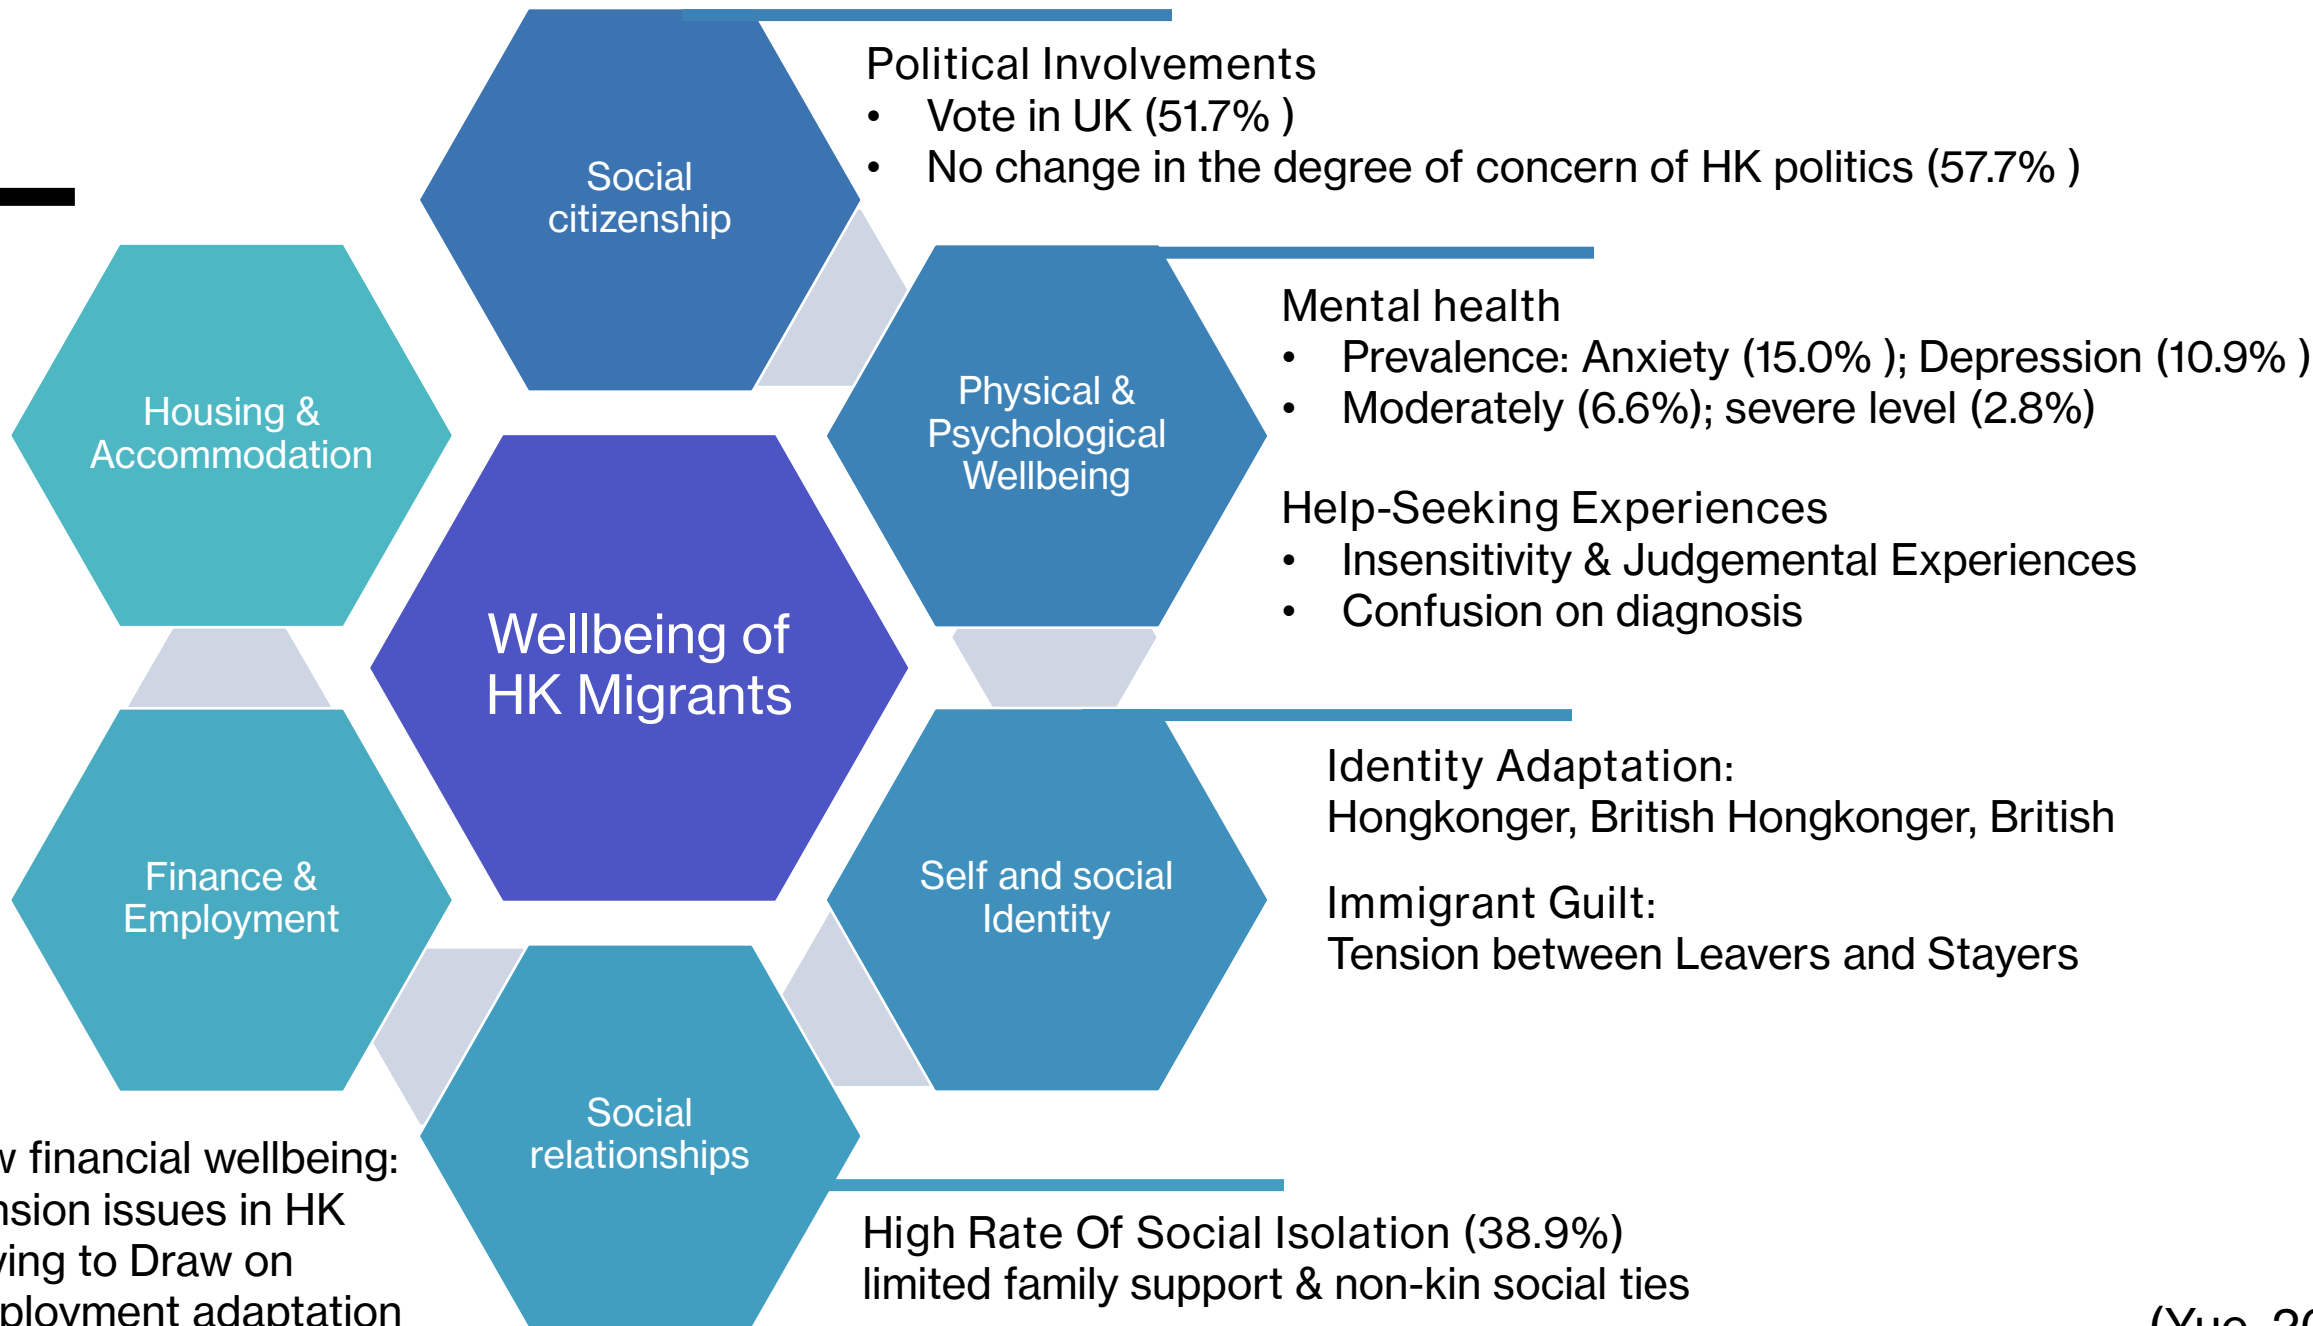 Social
citizenship
Political Involvements
• Vote in UK (51.7% )
• No change in the degree of concern of HK politics (57.7% )
Housing &
Accommodation
Physical &
Psychological
Wellbeing
Mental health
• Prevalence: Anxiety (15.0% ); Depression (10.9% )
• Moderately (6.6%); severe level (2.8%)
Help-Seeking Experiences
• Insensitivity & Judgemental Experiences
• Confusion on diagnosis
Wellbeing of
HK Migrants
Finance &
Employment
Self and social
Identity
Identity Adaptation:
Hongkonger, British Hongkonger, British
Immigrant Guilt:
Tension between Leavers and Stayers
Social
relationships
financial wellbeing:
issues in HK
to Draw on
adaptation
High Rate Of Social Isolation (38.9%)
limited family support & non-kin social ties
(Yue,